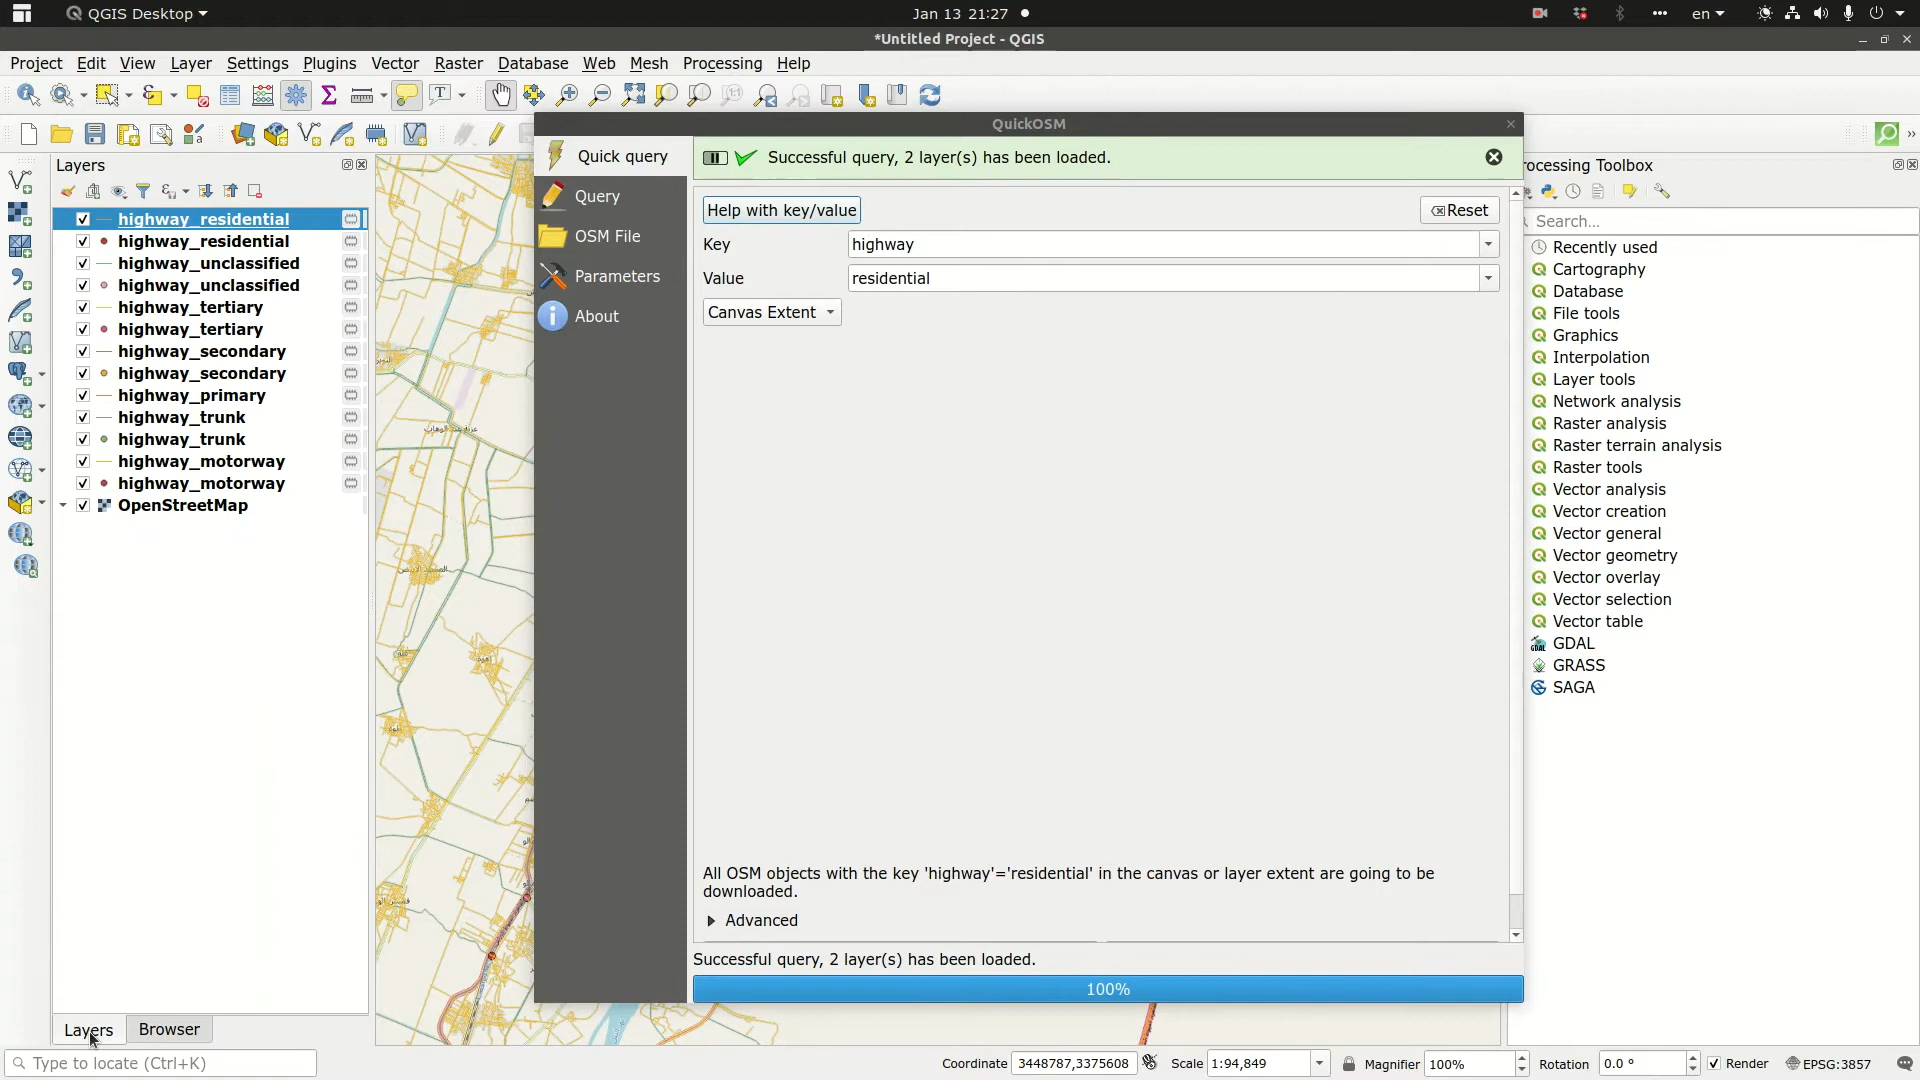 QGIS Desktop
Jan 13 21:27
en
*Untitled Project - QGIS
Project Edit View Layer Settings Plugins Vector Raster Database Web Mesh Processing Help
QuickOSM
Layers
highway_residential
highway_residential
highway_unclassified
highway_unclassified
highway_tertiary
highway_tertiary
highway_secondary
highway_secondary
highway_primary
highway_trunk
highway_trunk
highway_motorway
highway_motorway
OpenStreetMap
Layers
Browser
Quick query
Query
OSM File
Parameters
About
Successful query, 2 layer(s) has been loaded.
Help with key/value
Reset
Key
highway
Value
residential
Canvas Extent
All OSM objects with the key 'highway'='residential' in the canvas or layer extent are going to be
downloaded.
Advanced
Successful query, 2 layer(s) has been loaded.
100%
rocessing Toolbox
Search...
Recently used
Cartography
Database
File tools
Graphics
Interpolation
Layer tools
Network analysis
Raster analysis
Raster terrain analysis
Raster tools
Vector analysis
Vector creation
Vector general
Vector geometry
Vector overlay
Vector selection
Vector table
GDAL
GRASS
SAGA
Type to locate (Ctrl+K)
Coordinate 3448787,3375608
Scale 1:94,849
Magnifier 100%
Rotation 0.0 °
Render
EPSG:3857